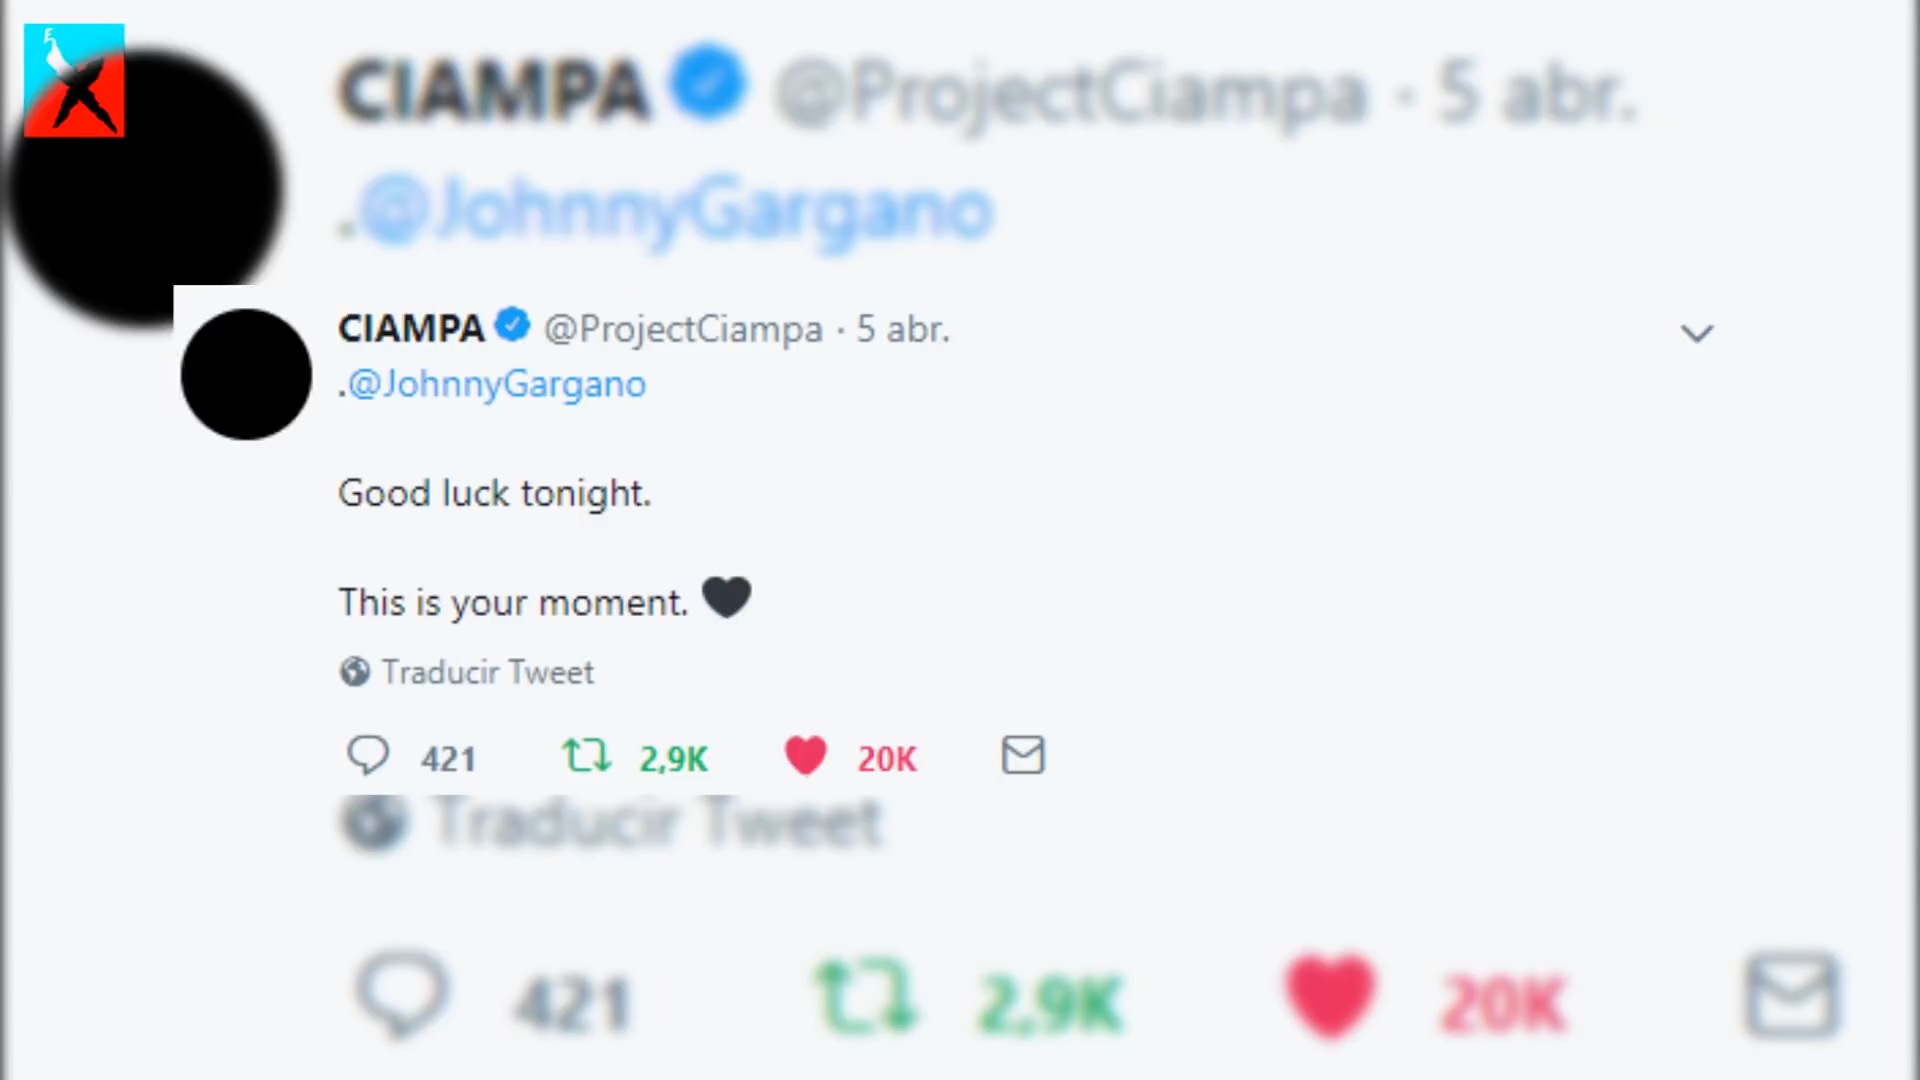 CIAMPA @ProjectCiampa · 5 abr.
.@JohnnyGargano
CIAMPA @ProjectCiampa · 5 abr.
.@JohnnyGargano
Good luck tonight.
This is your moment. 🖤
Traducir Tweet
421 2,9K 20K
Traducir Tweet
421 2,9K 20K